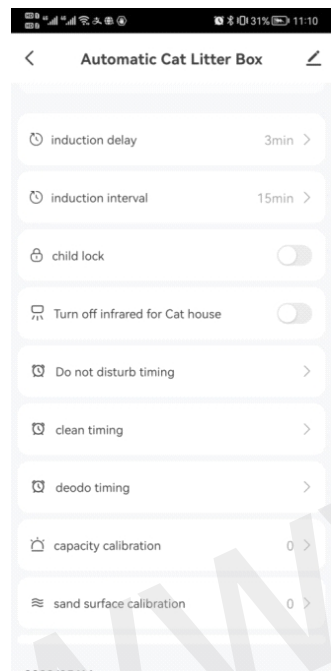 31% 11:10
Automatic Cat Litter Box
induction delay 3min
induction interval 15min
child lock
Turn off infrared for Cat house
Do not disturb timing
clean timing
deodo timing
capacity calibration 0
sand surface calibration 0